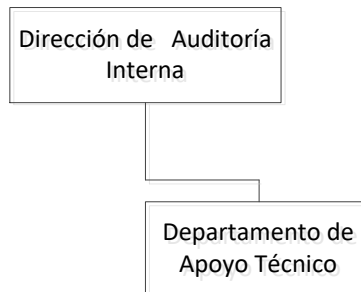 Dirección de Auditoría
Interna
Departamento de
Apoyo Técnico